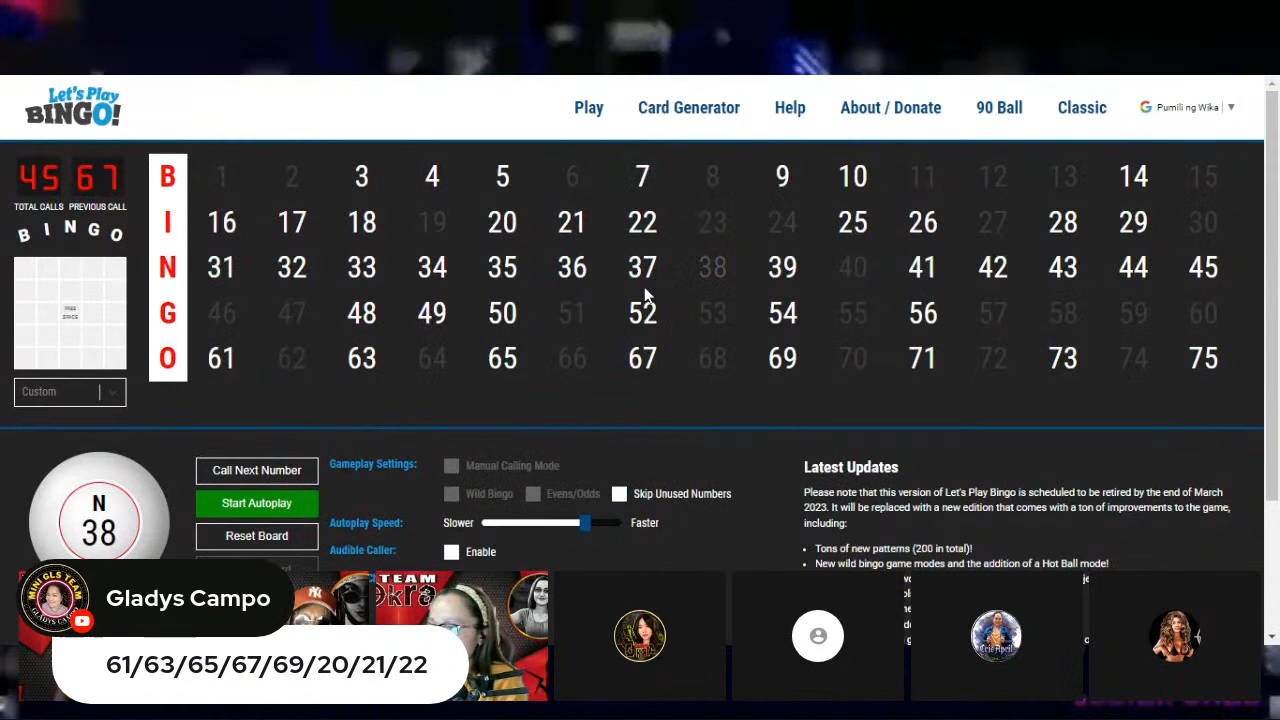 Let's Play
BINGO!
Play Card Generator Help About / Donate 90 Ball Classic Pumili ng Wika ▼
45 67
TOTAL CALLS PREVIOUS CALL
B I N G O
FREE
SPACE
Custom
B 1 2 3 4 5 6 7 8 9 10 11 12 13 14 15
I 16 17 18 19 20 21 22 23 24 25 26 27 28 29 30
N 31 32 33 34 35 36 37 38 39 40 41 42 43 44 45
G 46 47 48 49 50 51 52 53 54 55 56 57 58 59 60
O 61 62 63 64 65 66 67 68 69 70 71 72 73 74 75
N
38
Call Next Number
Start Autoplay
Reset Board
Gameplay Settings:
Manual Calling Mode
Wild Bingo Evens/Odds Skip Unused Numbers
Autoplay Speed: Slower Faster
Audible Caller: Enable
Latest Updates
Please note that this version of Let's Play Bingo is scheduled to be retired by the end of March
2023. It will be replaced with a new edition that comes with a ton of improvements to the game,
including:
• Tons of new patterns (200 in total)!
• New wild bingo game modes and the addition of a Hot Ball mode!
MINI GLS TEAM
GLADYS CAMPO
Gladys Campo
61/63/65/67/69/20/21/22
TEAM